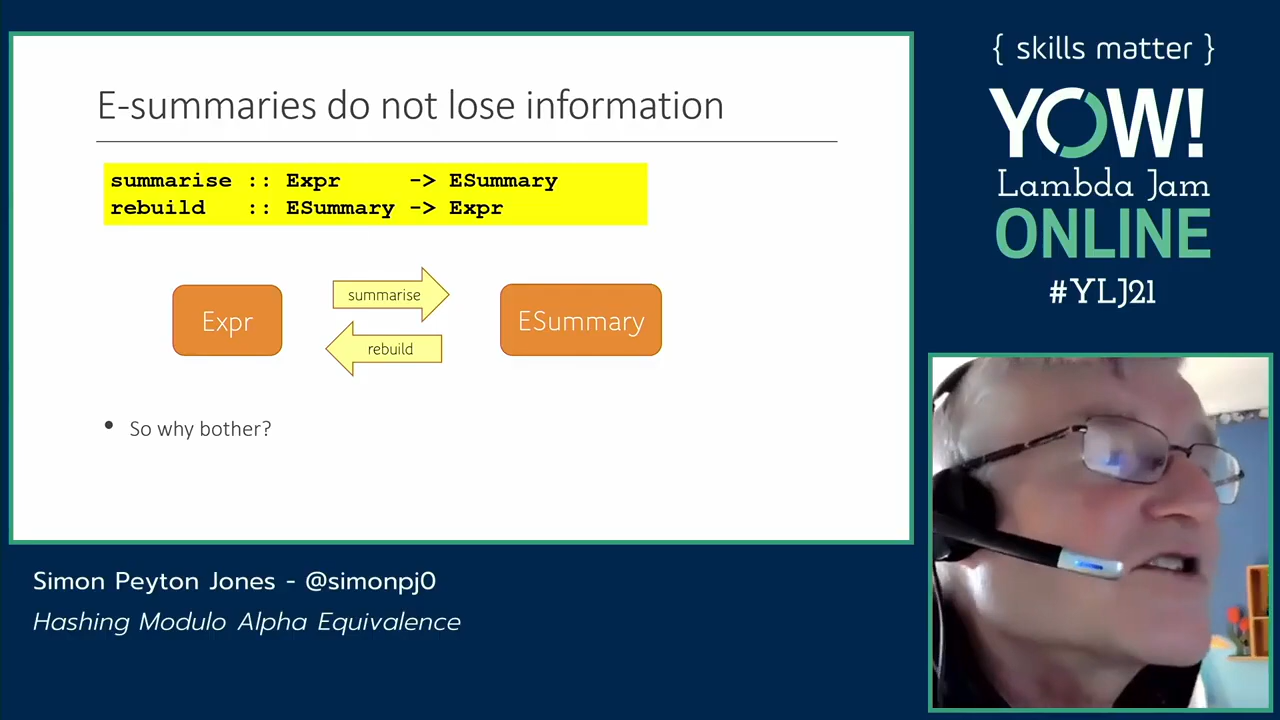 E-summaries do not lose information
summarise :: Expr     -> ESummary
rebuild   :: ESummary -> Expr
summarise
Expr
ESummary
rebuild
• So why bother?
{ skills matter }
YOW!
Lambda Jam
ONLINE
#YLJ21
Simon Peyton Jones - @simonpj0
Hashing Modulo Alpha Equivalence